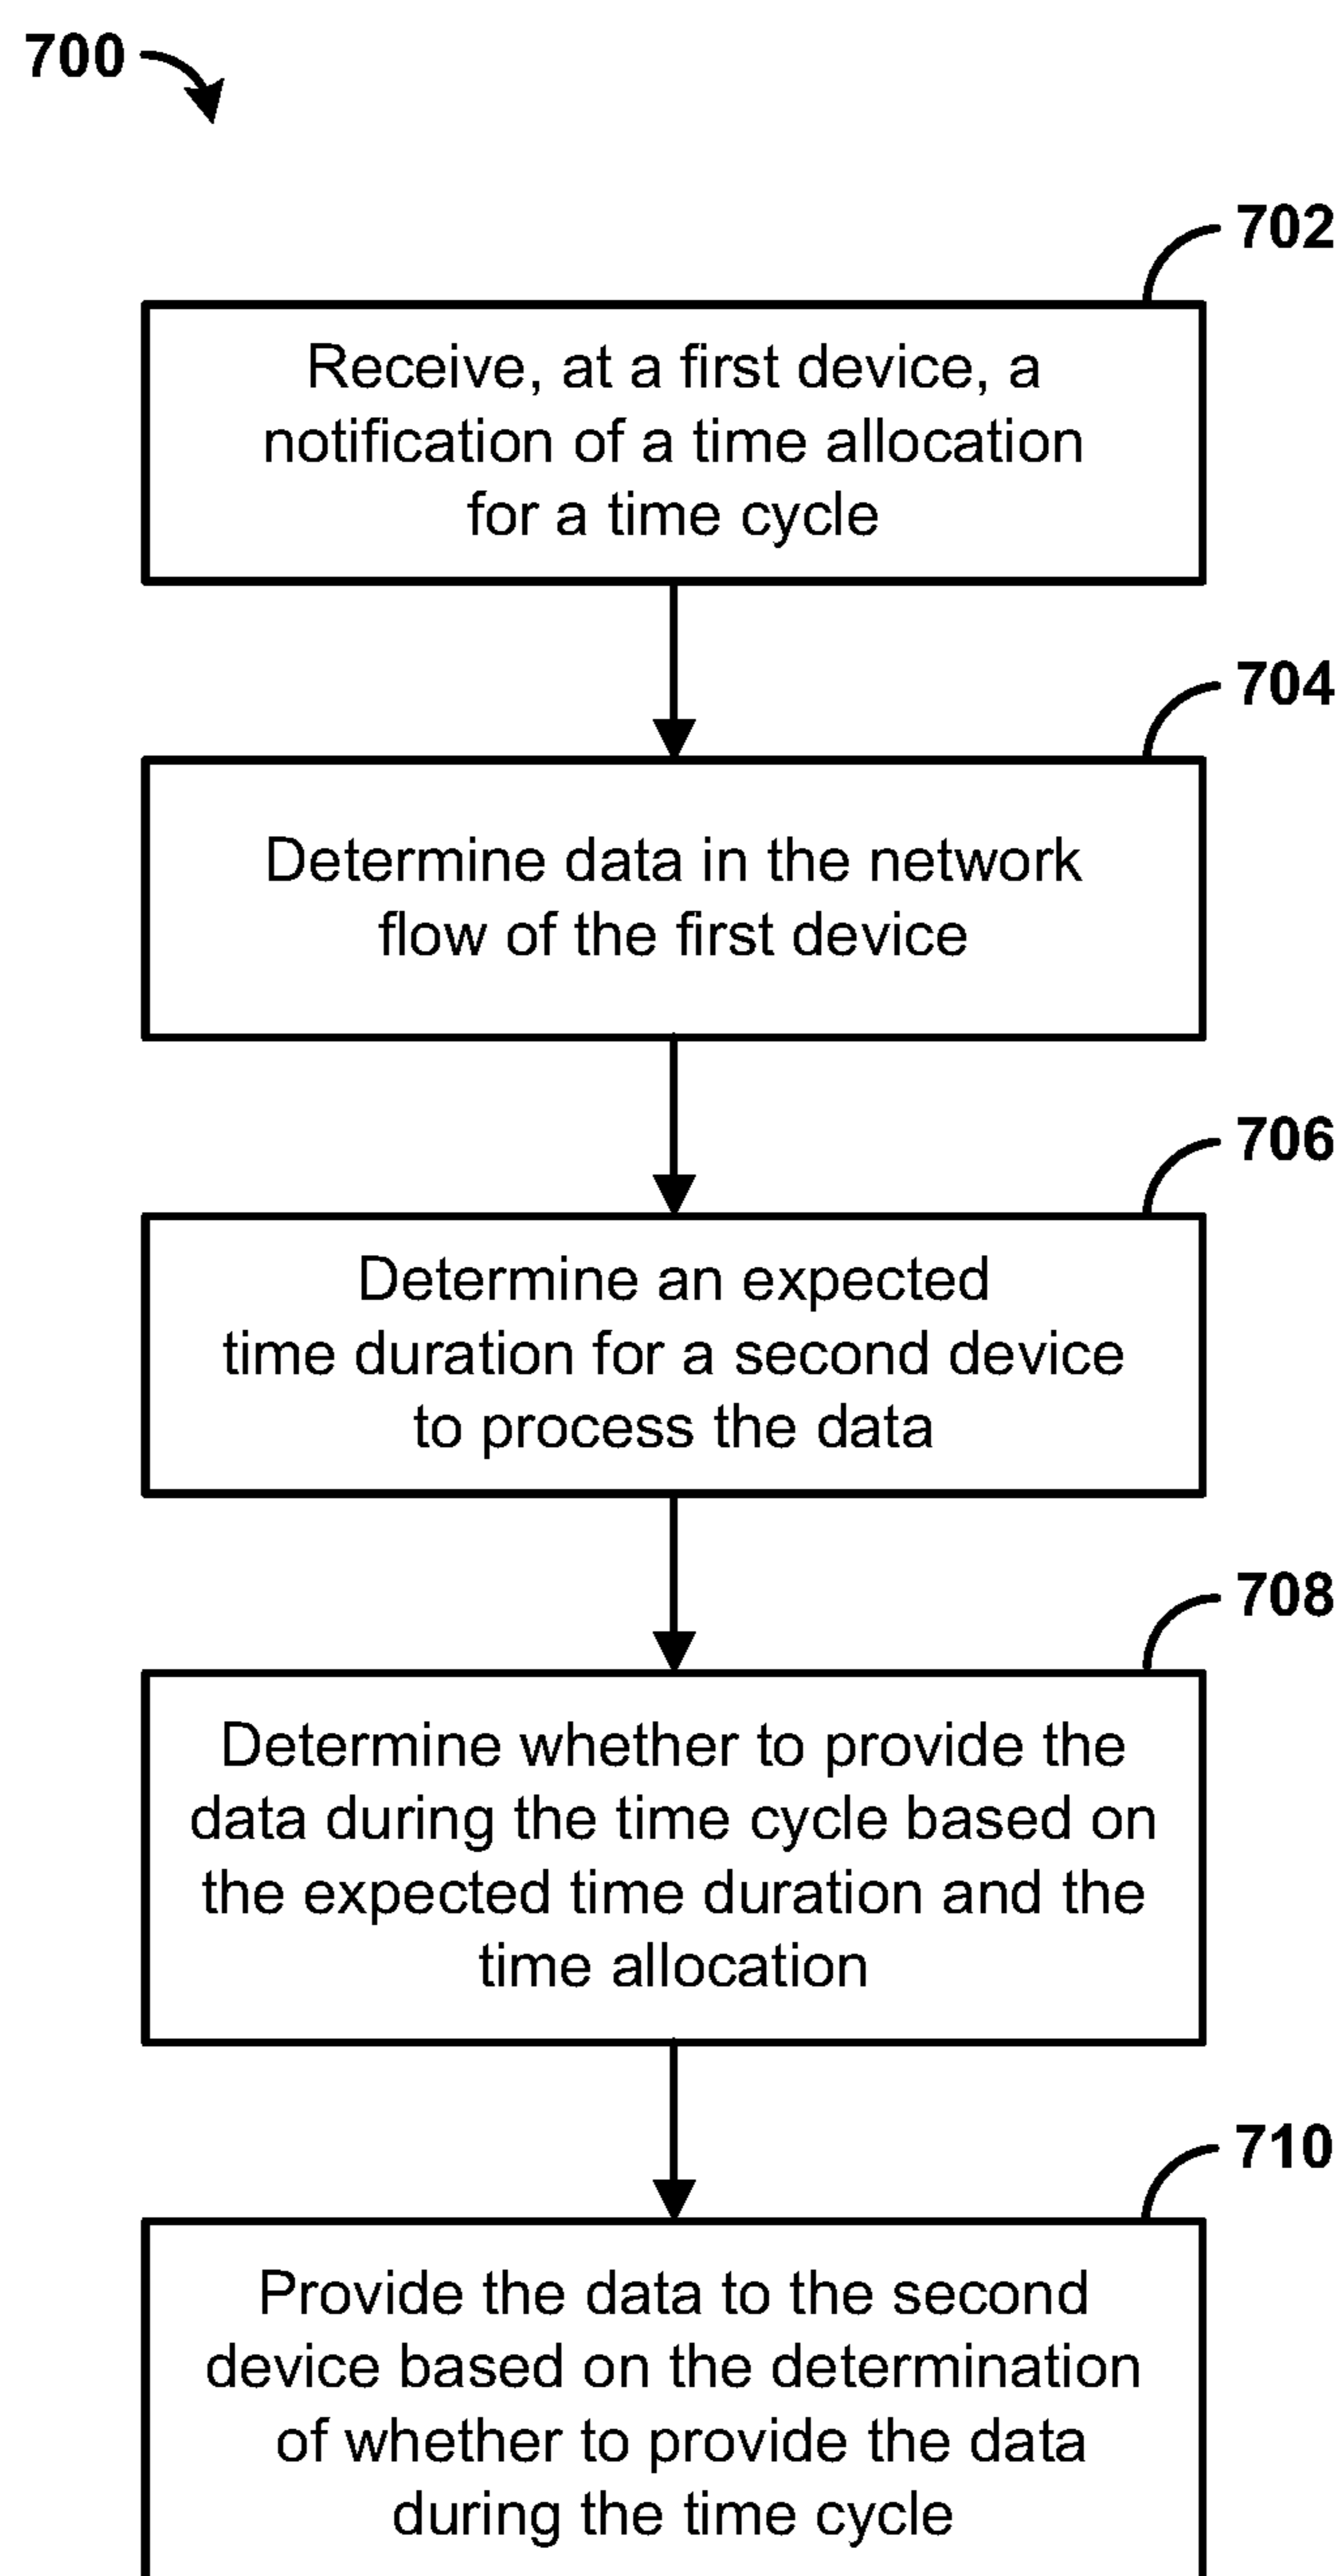 700
702
Receive, at a first device, a
notification of a time allocation
for a time cycle
704
Determine data in the network
flow of the first device
706
Determine an expected
time duration for a second device
to process the data
708
Determine whether to provide the
data during the time cycle based on
the expected time duration and the
time allocation
710
Provide the data to the second
device based on the determination
of whether to provide the data
during the time cycle